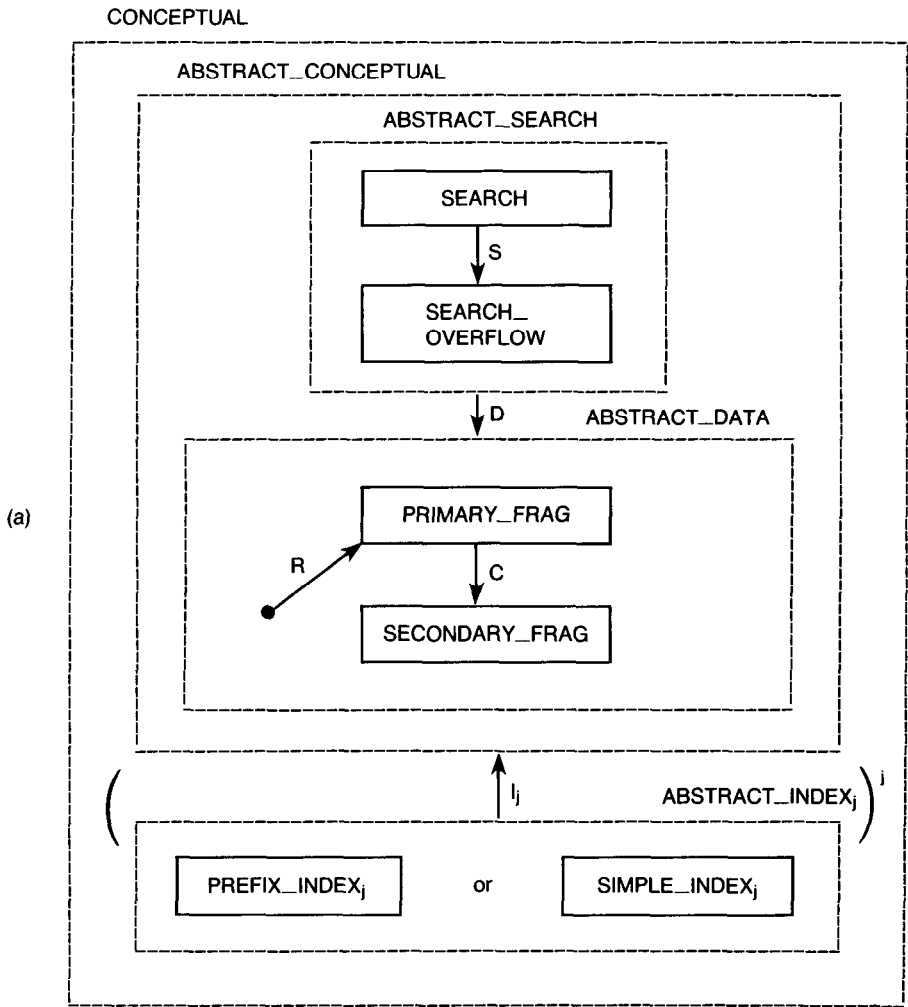 CONCEPTUAL
ABSTRACT_CONCEPTUAL
ABSTRACT_SEARCH
SEARCH
S
SEARCH_
OVERFLOW
D
ABSTRACT_DATA
(a)
PRIMARY_FRAG
R
C
SECONDARY_FRAG
( Ij ABSTRACT_INDEXj )j
PREFIX_INDEXj or SIMPLE_INDEXj